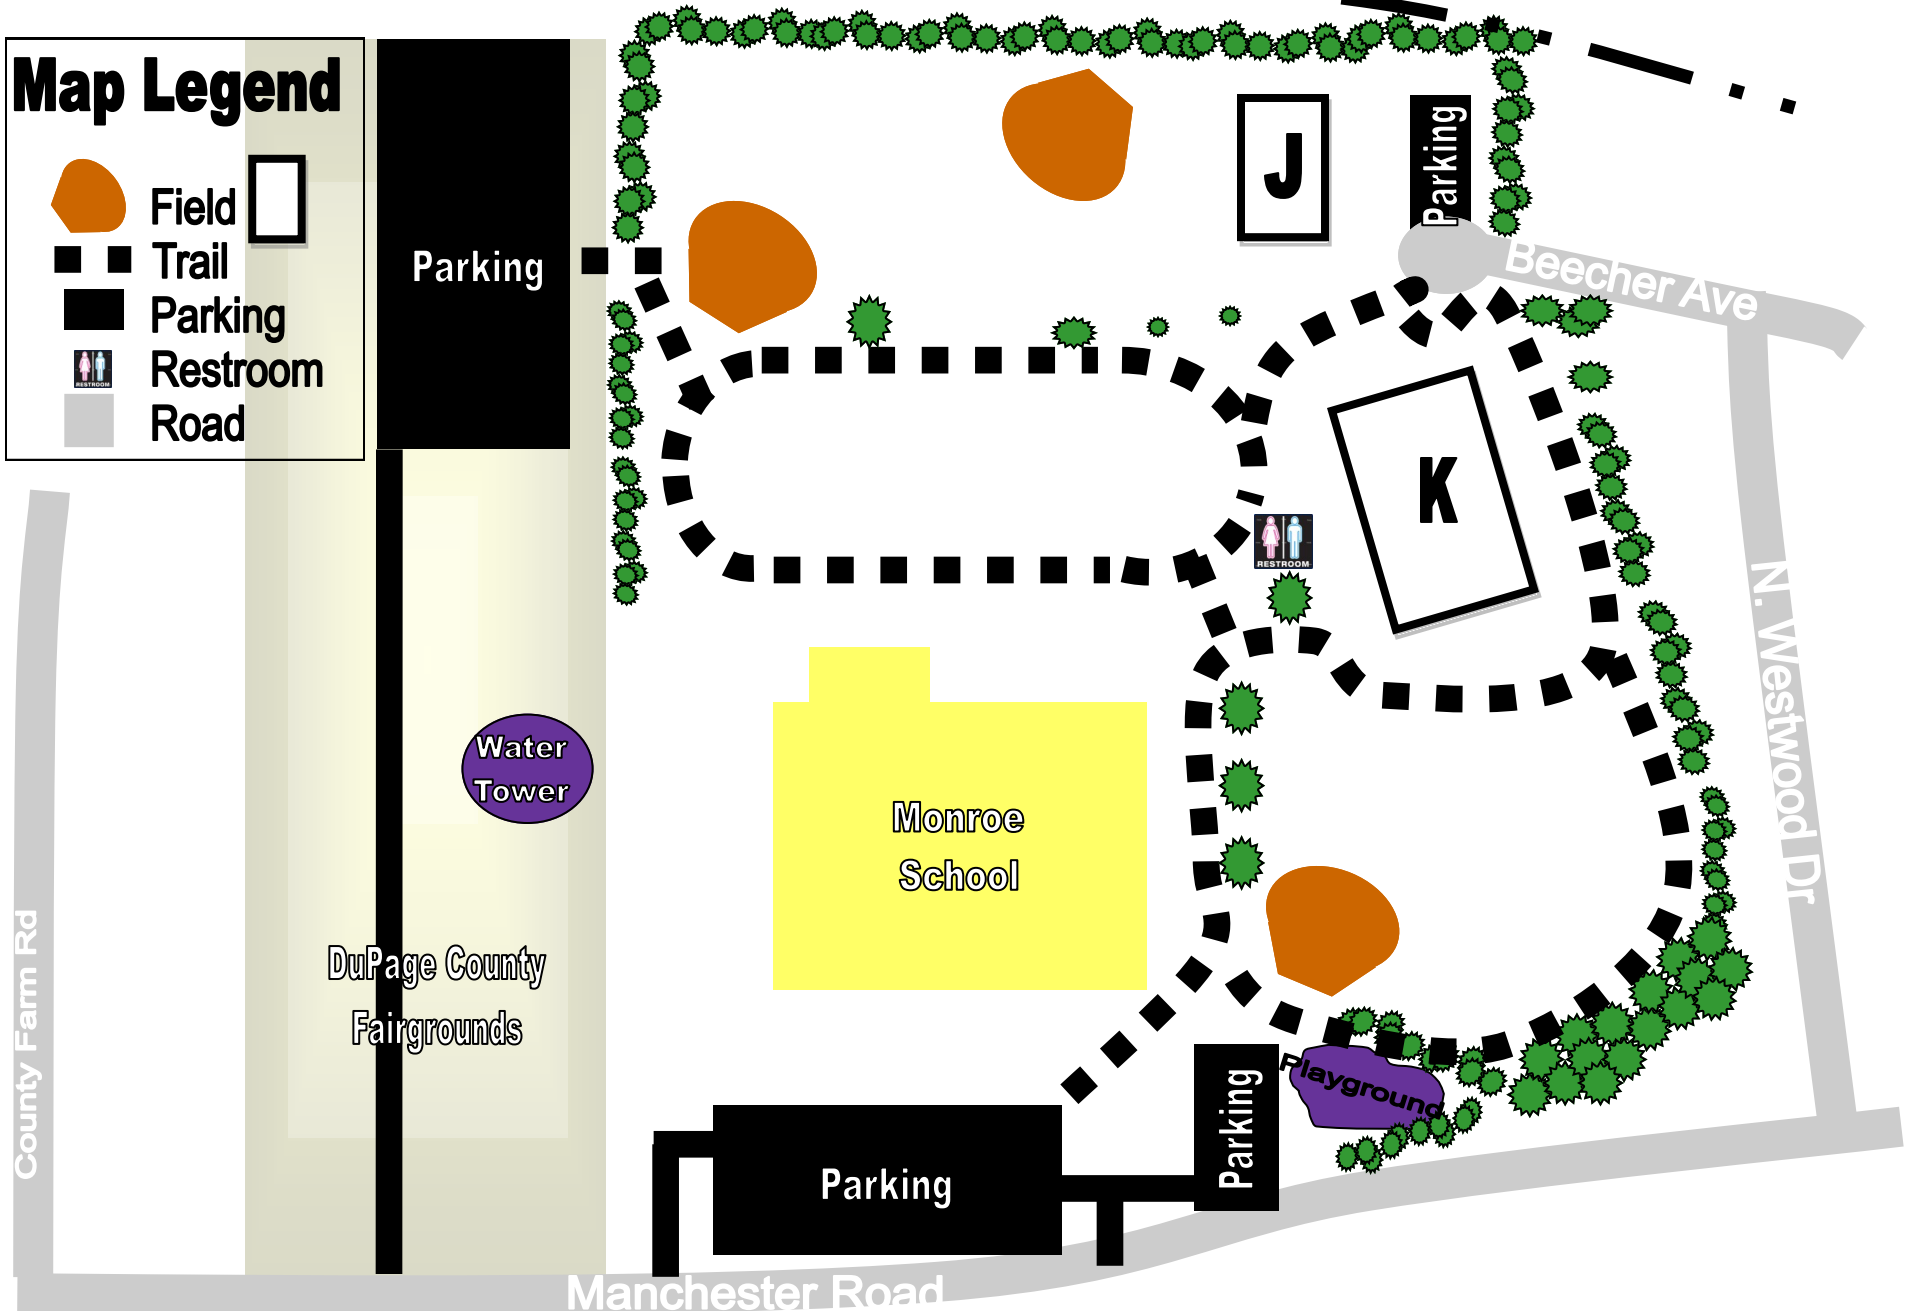 Map Legend
Field
Trail
Parking
RESTROOM
Restroom
Road
Parking
J
Parking
Beecher Ave
K
RESTROOM
N. Westwood Dr
Water
Tower
Monroe
School
County Farm Rd
DuPage County
Fairgrounds
Playground
Parking
Parking
Manchester Road